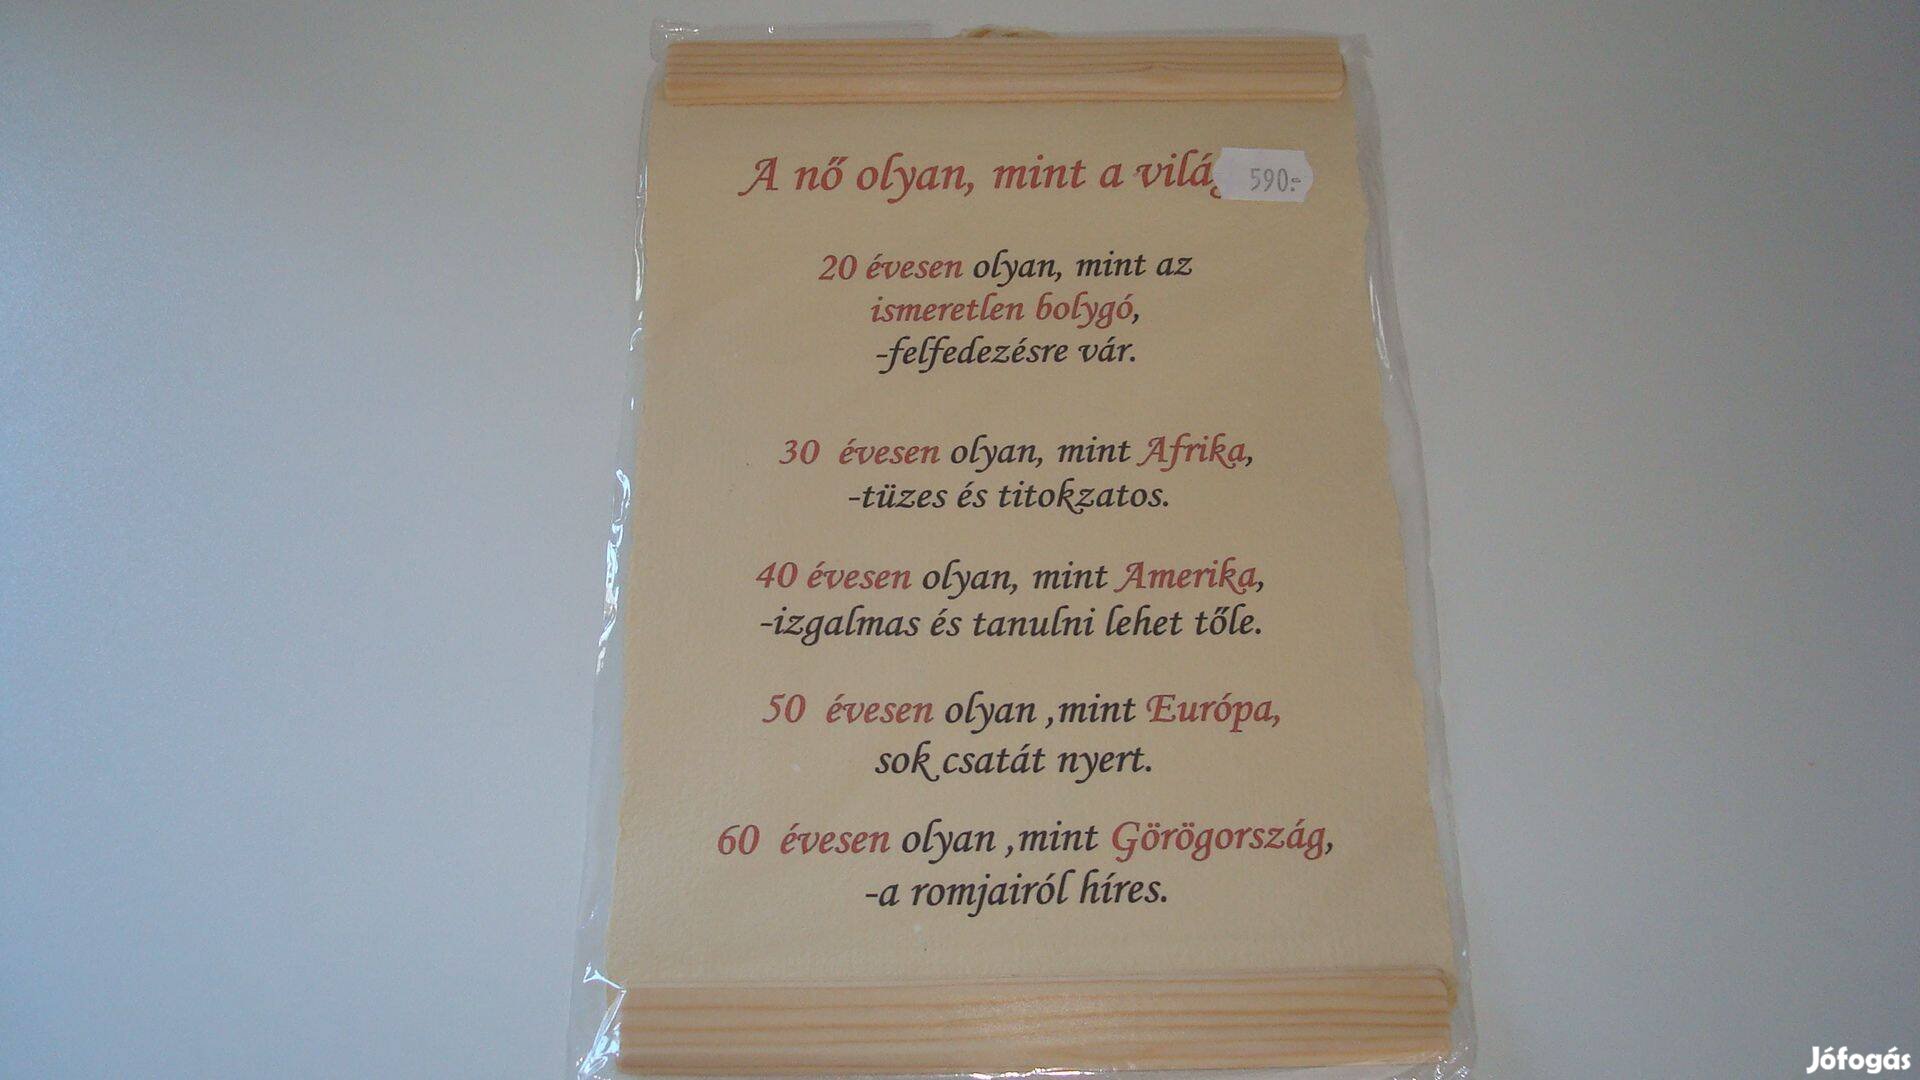 A nő olyan, mint a
590.-
20 évesen olyan, mint az
ismeretlen bolygó,
-felfedezésre vár.
30 évesen olyan, mint Afrika,
-tüzes és titokzatos.
40 évesen olyan, mint Amerika,
-izgalmas és tanulni lehet tőle.
50 évesen olyan ,mint Európa,
sok csatát nyert.
60 évesen olyan ,mint Görögország,
-a romjairól híres.
Jófogás